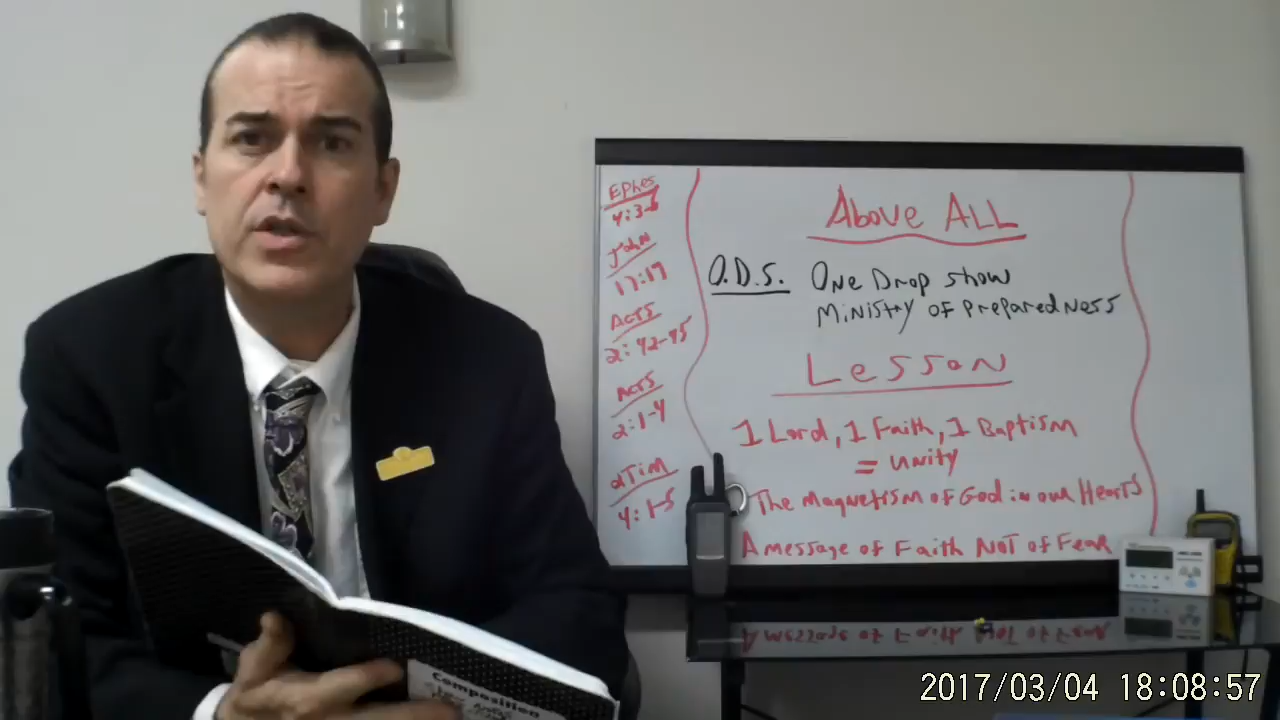 Ephes
4:3-6
John
17:17
ACTS
2:42-45
ACTS
2:1-4
2Tim
4:1-5
Above ALL
O.D.S. One Drop show
Ministry of Preparedness
Lesson
1 Lord, 1 Faith, 1 Baptism
= unity
The Magnetism of God in our Hearts
A message of Faith NOT of Fear
Composition
2017/03/04 18:08:57